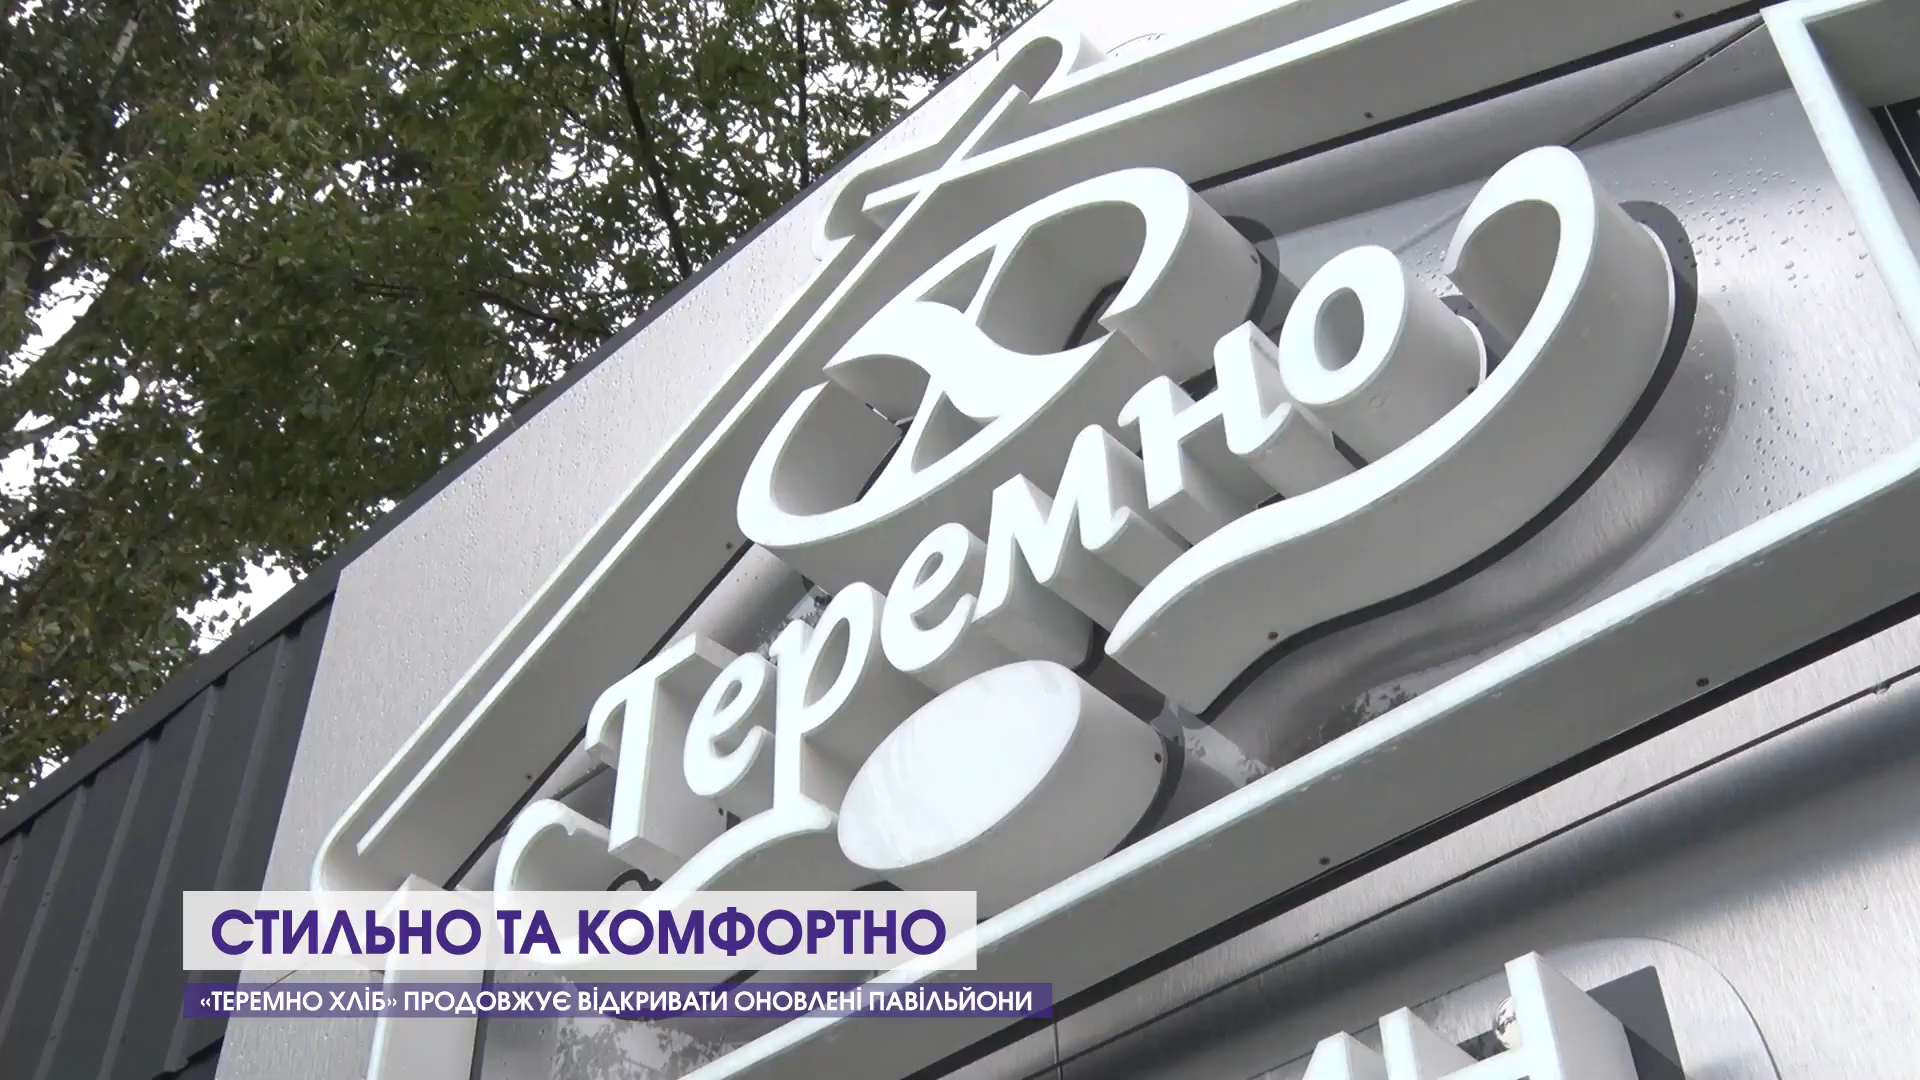 Теремно
СТИЛЬНО ТА КОМФОРТНО
«ТЕРЕМНО ХЛІБ» ПРОДОВЖУЄ ВІДКРИВАТИ ОНОВЛЕНІ ПАВІЛЬЙОНИ